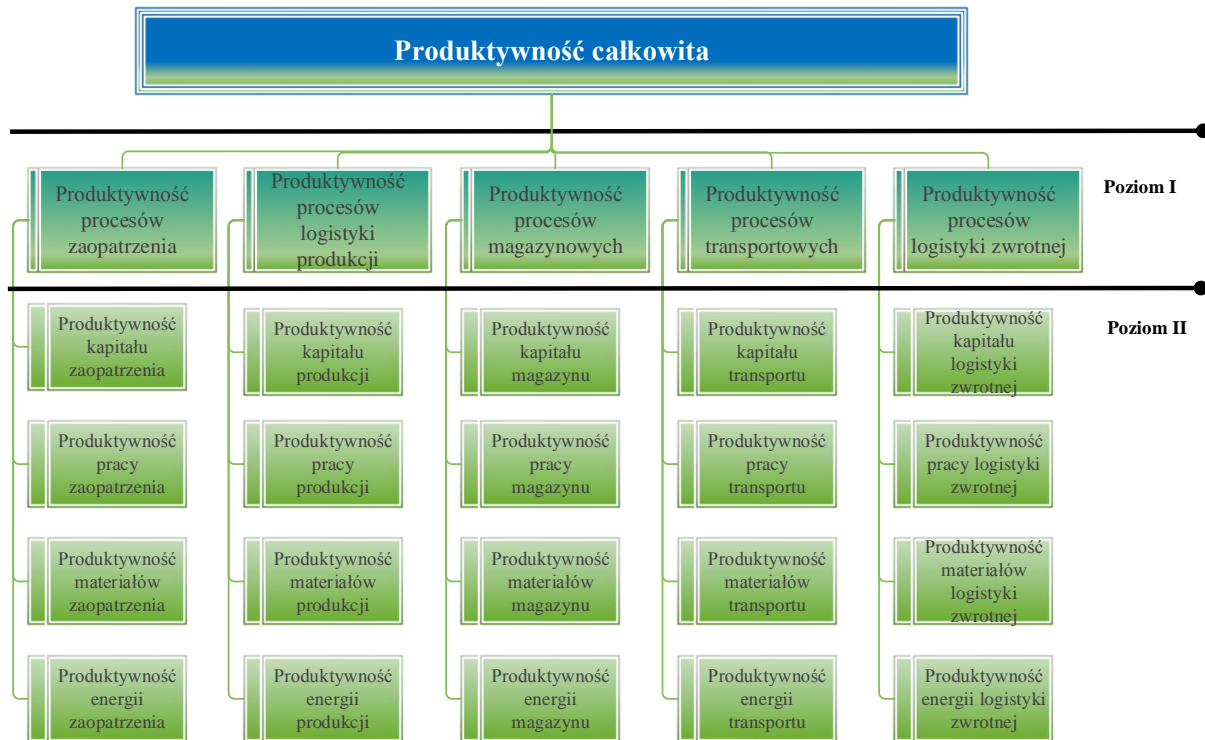 Produktywność całkowita
Produktywność
procesów
zaopatrzenia
Produktywność
procesów
logistyki
produkcji
Produktywność
procesów
magazynowych
Produktywność
procesów
transportowych
Produktywność
procesów
logistyki zwrotnej
Poziom I
Poziom II
Produktywność
kapitału
zaopatrzenia
Produktywność
kapitału
produkcji
Produktywność
kapitału
magazynu
Produktywność
kapitału
transportu
Produktywność
kapitału
logistyki
zwrotnej
Produktywność
pracy
zaopatrzenia
Produktywność
pracy
produkcji
Produktywność
pracy
magazynu
Produktywność
pracy
transportu
Produktywność
pracy logistyki
zwrotnej
Produktywność
materiałów
zaopatrzenia
Produktywność
materiałów
produkcji
Produktywność
materiałów
magazynu
Produktywność
materiałów
transportu
Produktywność
materiałów
logistyki
zwrotnej
Produktywność
energii
zaopatrzenia
Produktywność
energii
produkcji
Produktywność
energii
magazynu
Produktywność
energii
transportu
Produktywność
energii logistyki
zwrotnej